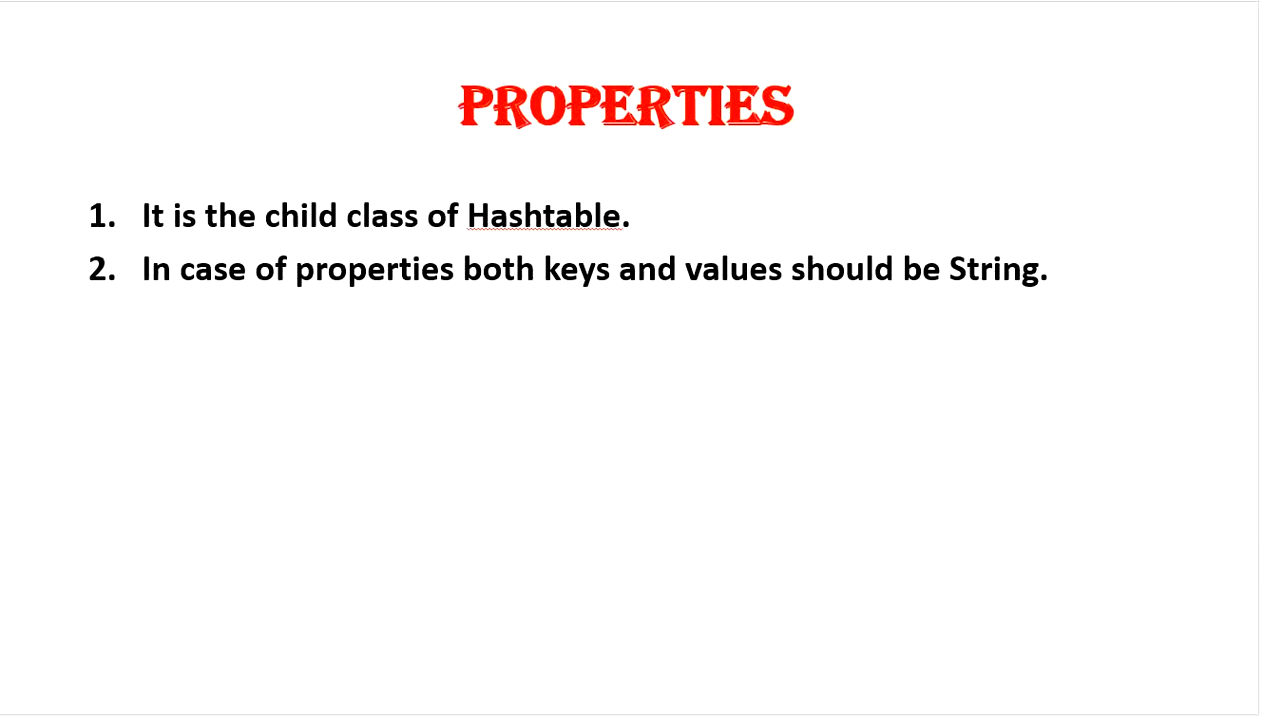 PROPERTIES
1. It is the child class of Hashtable.
2. In case of properties both keys and values should be String.